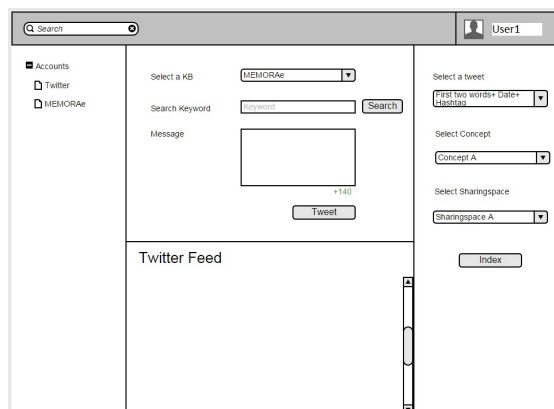 Search
User1
Accounts
Twitter
MEMORAe
Select a KB
MEMORAe
Search Keyword
Keyword
Search
Message
+140
Tweet
Twitter Feed
Select a tweet
First two words+ Date+
Hashtag
Select Concept
Concept A
Select Sharingspace
Sharingspace A
Index